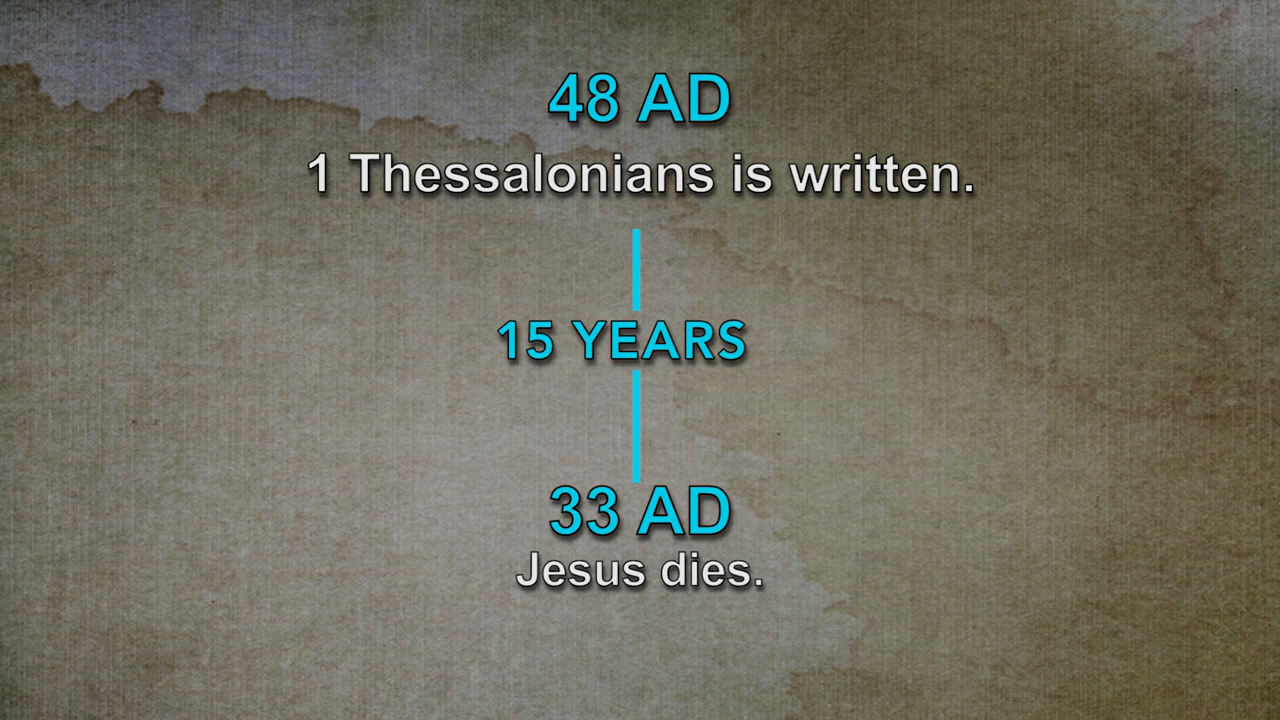 48 AD
1 Thessalonians is written.
15 YEARS
33 AD
Jesus dies.